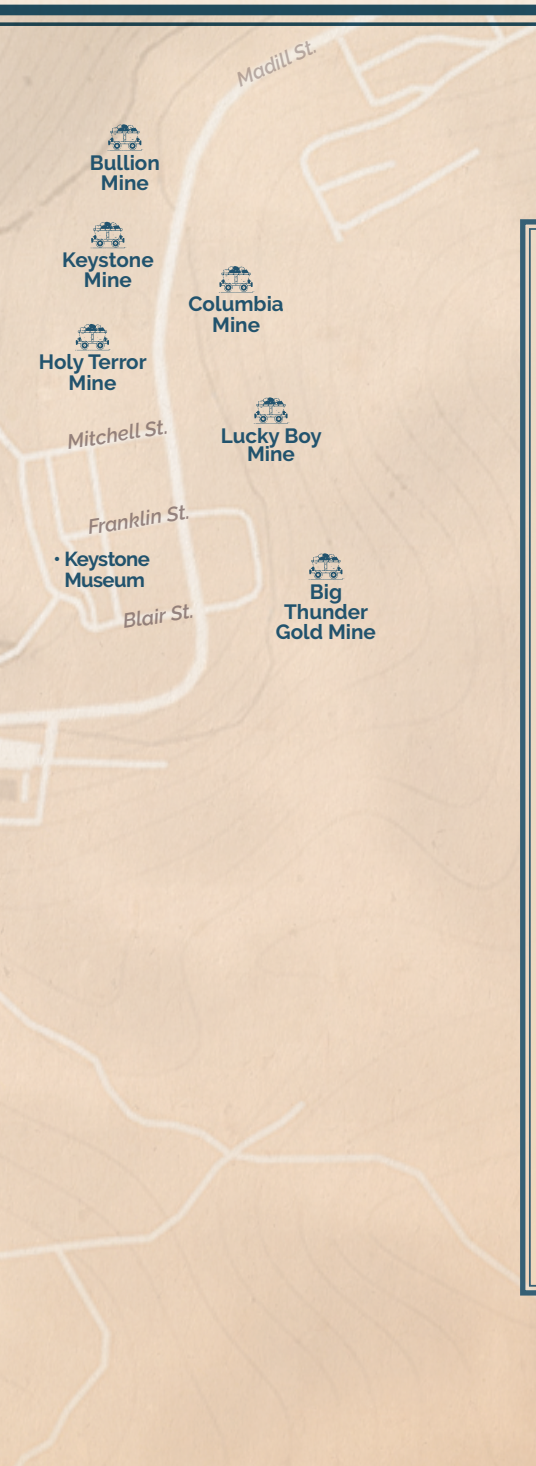 Madill St.
Bullion
Mine
Keystone
Mine
Columbia
Mine
Holy Terror
Mine
Mitchell St.
Lucky Boy
Mine
Franklin St.
• Keystone
Museum
Big
Thunder
Gold Mine
Blair St.